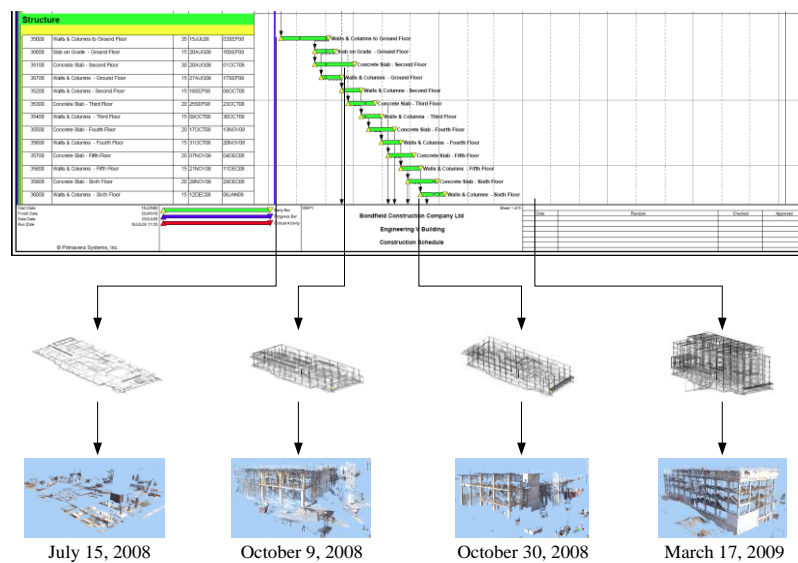 Structure
35000 Walls & Columns to Ground Floor 35 15JUL08 03SEP08 Walls & Columns to Ground Floor
Slab on Grade - Ground Floor 15 20AUG08 Slab on Grade - Ground Floor
35100 Concrete Slab - Second Floor 30 20AUG08 01OCT08 Concrete Slab - Second Floor
Walls & Columns - Ground Floor 15 27AUG08 17SEP08 Walls & Columns - Ground Floor
35200 Walls & Columns - Second Floor 15 08OCT08 Walls & Columns - Second Floor
35300 Concrete Slab - Third Floor 20 25SEP08 23OCT08 Concrete Slab - Third Floor
35400 Walls & Columns - Third Floor 15 09OCT08 30OCT08 Walls & Columns - Third Floor
35500 Concrete Slab - Fourth Floor 20 17OCT08 Concrete Slab - Fourth Floor
35600 Walls & Columns - Fourth Floor 15 31OCT08 Walls & Columns - Fourth Floor
35700 Concrete Slab - Fifth Floor 20 07NOV08 04DEC08 Concrete Slab - Fifth Floor
35800 Walls & Columns - Fifth Floor 15 21NOV08 11DEC08 Walls & Columns - Fifth Floor
Concrete Slab - Sixth Floor 20 28NOV08 Concrete Slab - Sixth Floor
36000 Walls & Columns - Sixth Floor 15 12DEC08 Walls & Columns - Sixth Floor
Start Date
Finish Date
Data Date
Run Date
Early Bar
Progress Bar
Critical Activity
© Primavera Systems, Inc.
Bondfield Construction Company Ltd
Engineering V Building
Construction Schedule
Date Revision Checked Approved
July 15, 2008 October 9, 2008 October 30, 2008 March 17, 2009